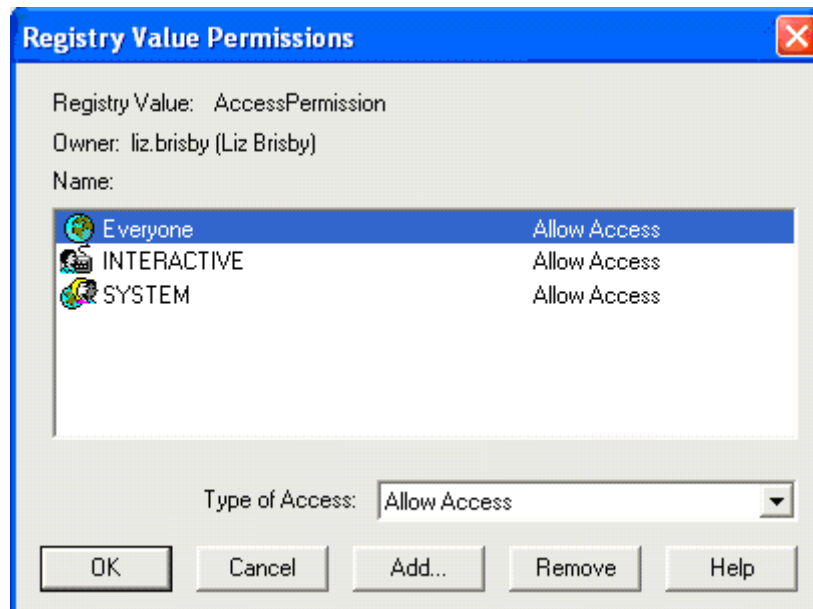 Registry Value Permissions
Registry Value: AccessPermission
Owner: liz.brisby (Liz Brisby)
Name:
Everyone Allow Access
INTERACTIVE Allow Access
SYSTEM Allow Access
Type of Access: Allow Access
OK Cancel Add... Remove Help